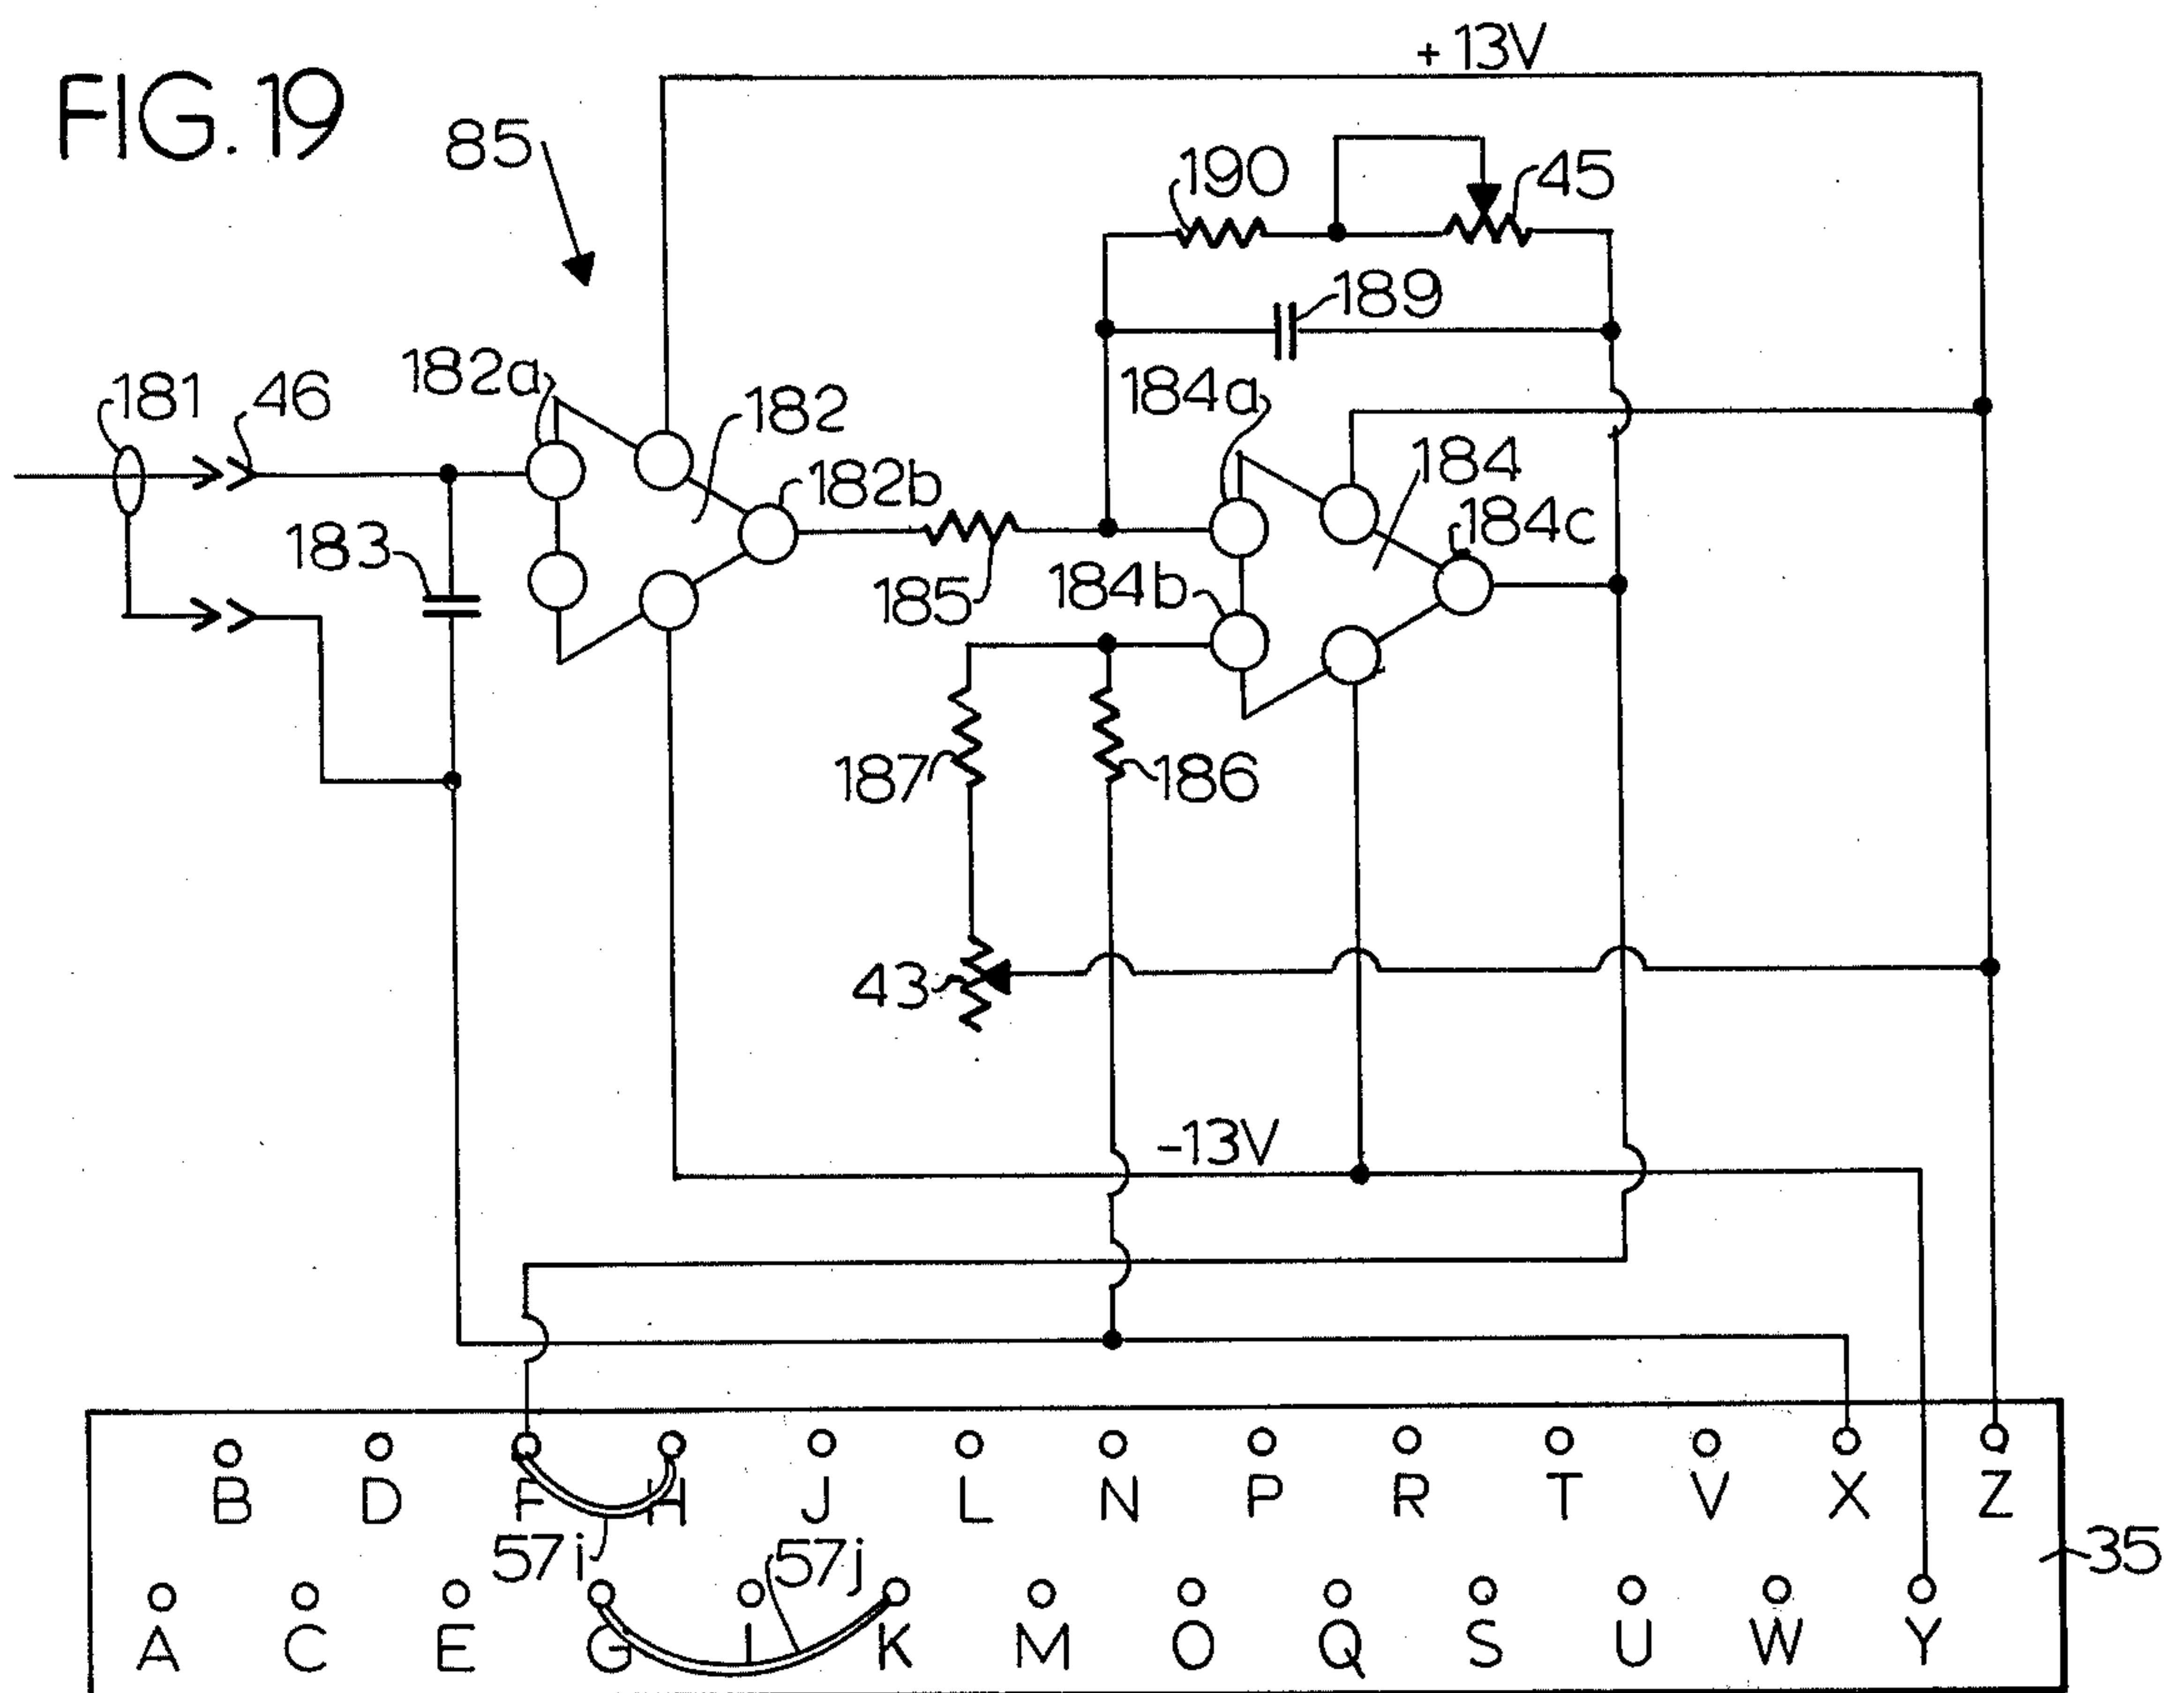 FIG. 19
+13V
85
190
45
189
181
46
182a
182
182b
184a
184
184c
183
185
184b
187
186
43
-13V
B D F H J L N P R T V X Z
57i
57j
35
A C E G I K M O Q S U W Y